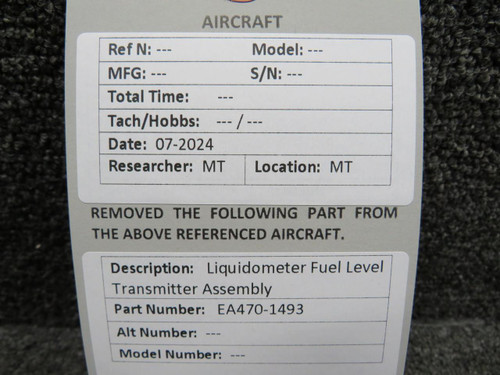 AIRCRAFT
Ref N: --- Model: ---
MFG: --- S/N: ---
Total Time: ---
Tach/Hobbs: --- / ---
Date: 07-2024
Researcher: MT Location: MT
REMOVED THE FOLLOWING PART FROM
THE ABOVE REFERENCED AIRCRAFT.
Description: Liquidometer Fuel Level
Transmitter Assembly
Part Number: EA470-1493
Alt Number: ---
Model Number: ---